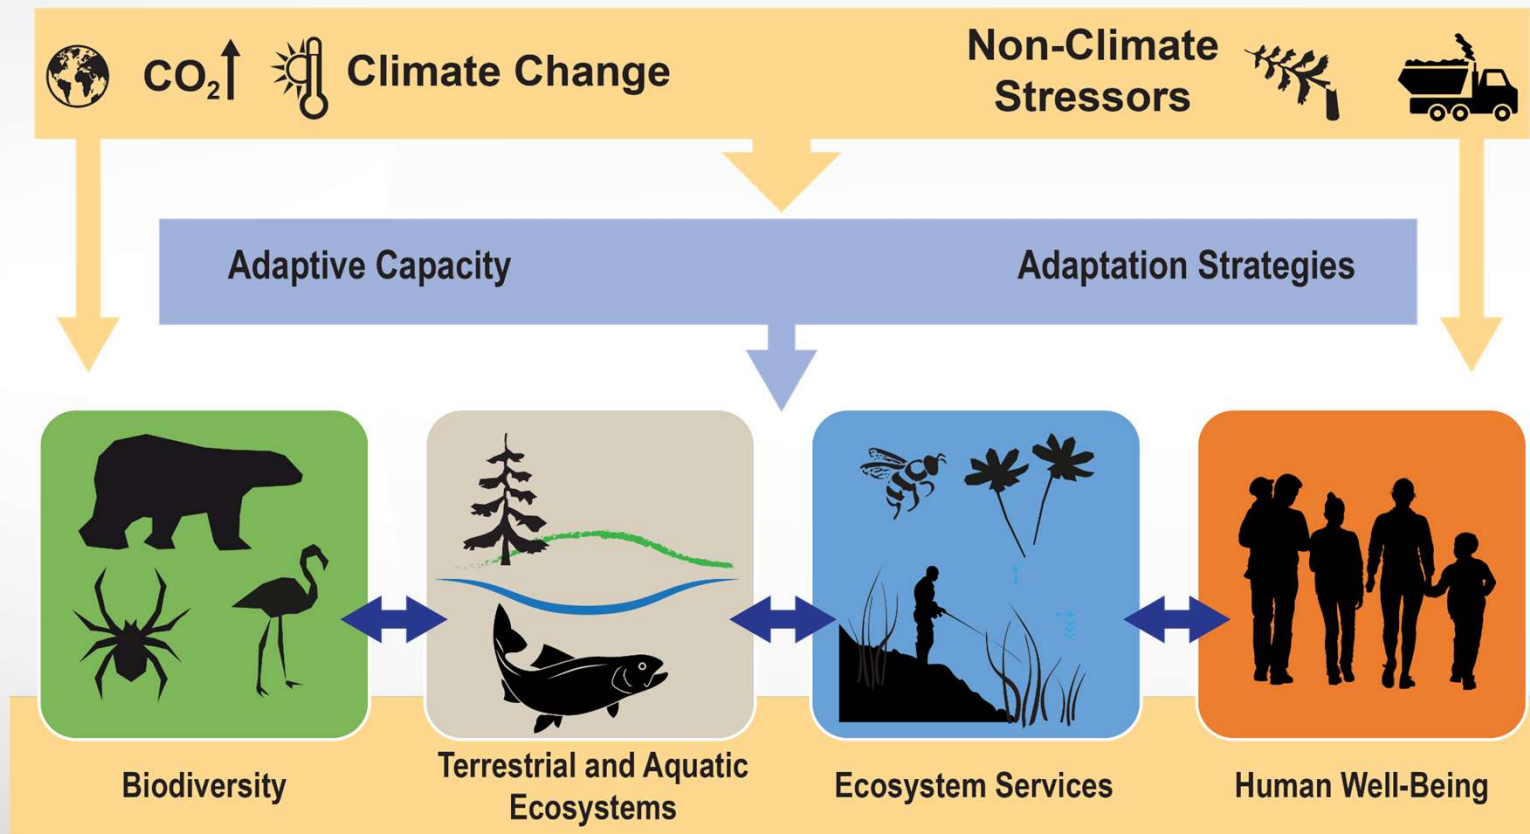 CO₂ Climate Change
Non-Climate
Stressors
Adaptive Capacity
Adaptation Strategies
Biodiversity
Terrestrial and Aquatic
Ecosystems
Ecosystem Services
Human Well-Being